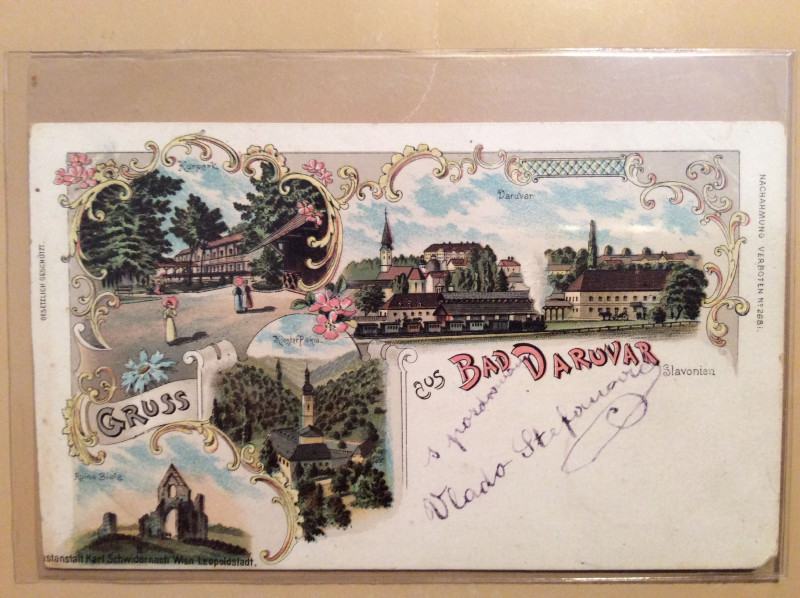 Kurpark
Daruvar
GESETZLICH GESCHÜTZT.
NACHAHMUNG VERBOTEN No 2681.
Kloster Pakra
GRUSS
aus BAD DARUVAR
Slavonien
s pozdravom
Vlado Stefanović
Ruine Biela
stanstalt Karl Schwidernoch Wien Leopoldstadt.